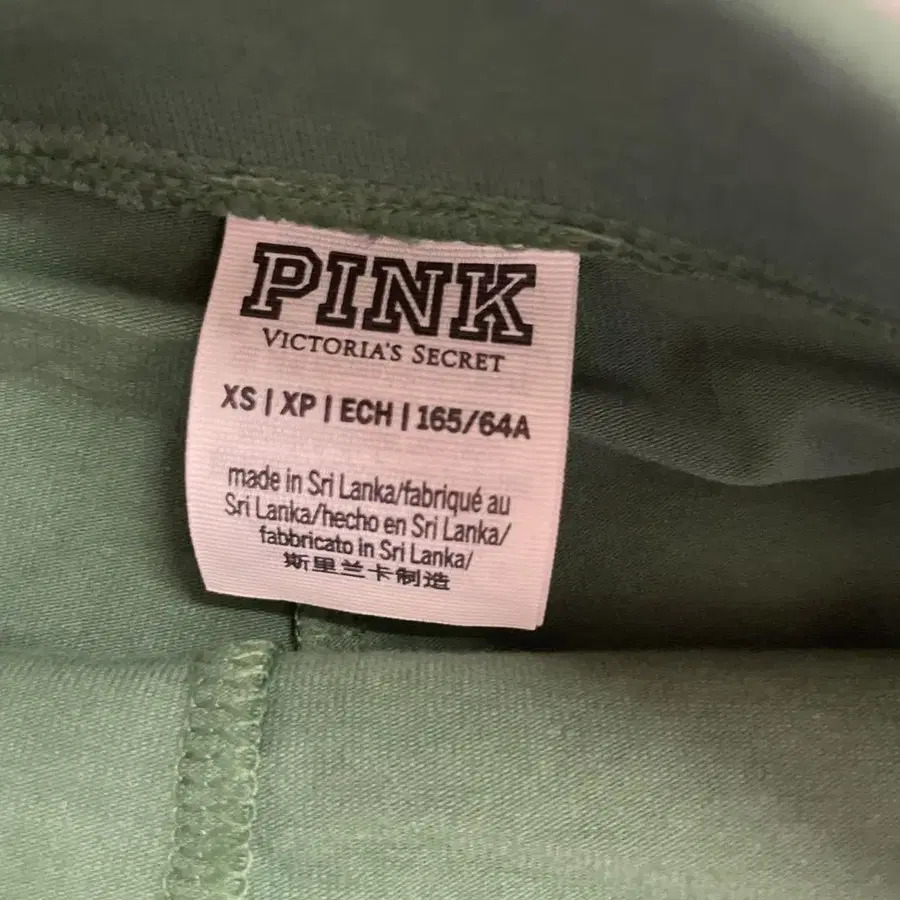 PINK
VICTORIA'S SECRET
XS | XP | ECH | 165/64A
made in Sri Lanka/fabriqué au
Sri Lanka/hecho en Sri Lanka/
fabbricato in Sri Lanka/
斯里兰卡制造